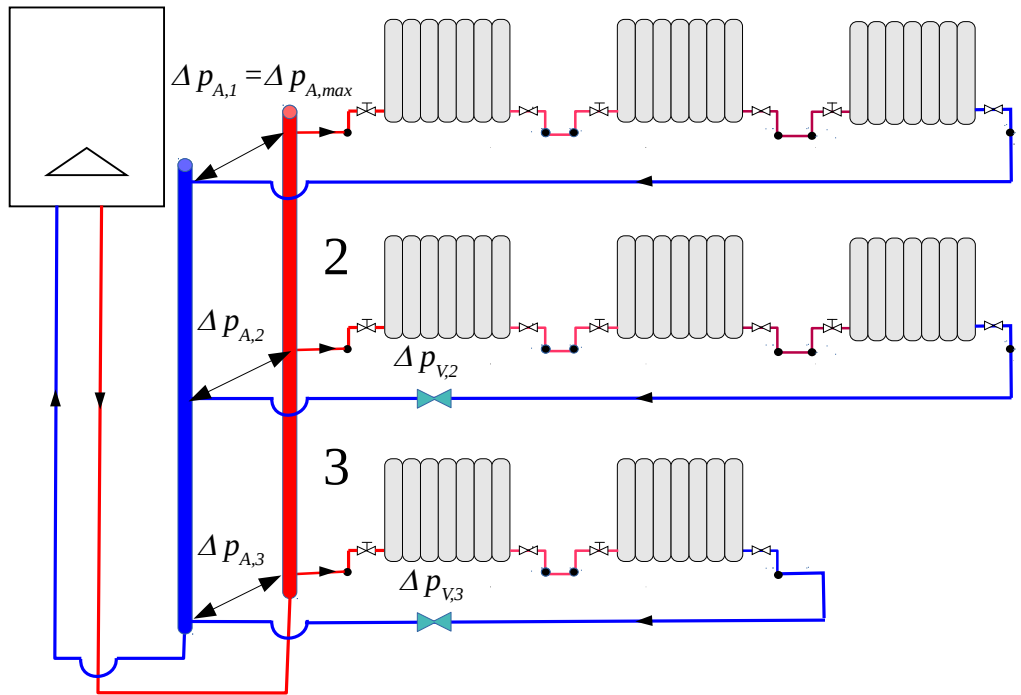 Δ p_A,1 = Δ p_A,max
2
Δ p_A,2
Δ p_V,2
3
Δ p_A,3
Δ p_V,3